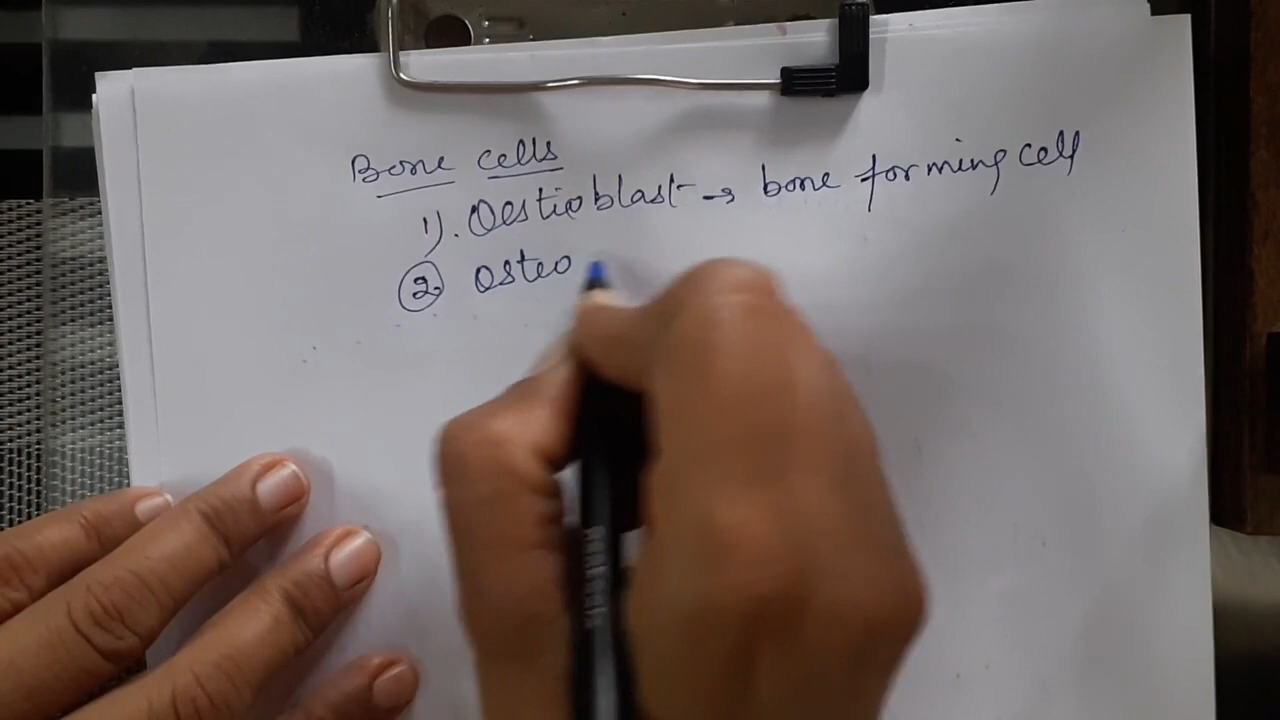 Bone cells
1). Oestioblast → bone forming cell
② osteo